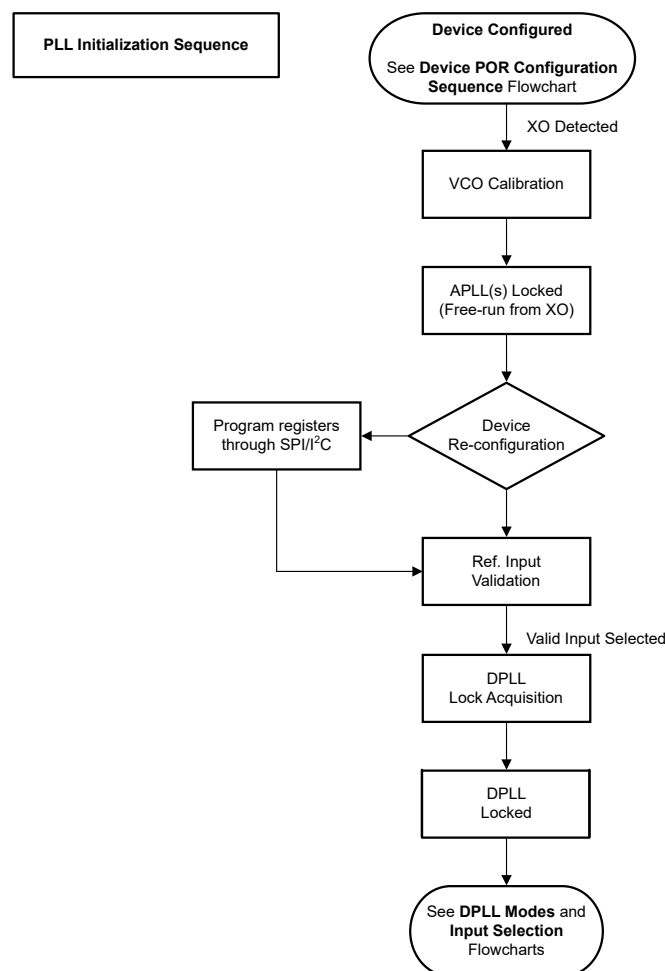 PLL Initialization Sequence
Device Configured
See Device POR Configuration
Sequence Flowchart
XO Detected
VCO Calibration
APLL(s) Locked
(Free-run from XO)
Device
Re-configuration
Program registers
through SPI/I²C
Ref. Input
Validation
Valid Input Selected
DPLL
Lock Acquisition
DPLL
Locked
See DPLL Modes and
Input Selection
Flowcharts